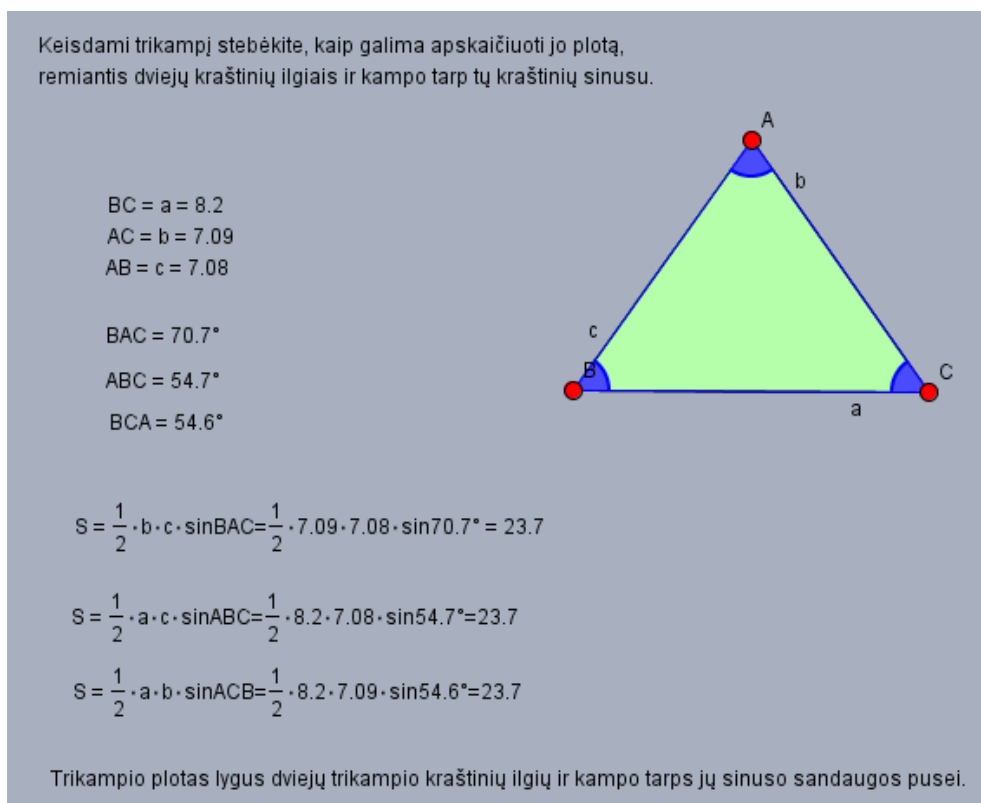 Keisdami trikampį stebėkite, kaip galima apskaičiuoti jo plotą,
remiantis dviejų kraštinių ilgiais ir kampo tarp tų kraštinių sinusu.
A
b
BC = a = 8.2
AC = b = 7.09
AB = c = 7.08
c
BAC = 70.7°
B
C
ABC = 54.7°
a
BCA = 54.6°
S = 1/2 · b · c · sinBAC= 1/2 · 7.09 · 7.08 · sin70.7° = 23.7
S = 1/2 · a · c · sinABC= 1/2 · 8.2 · 7.08 · sin54.7°=23.7
S = 1/2 · a · b · sinACB= 1/2 · 8.2 · 7.09 · sin54.6°=23.7
Trikampio plotas lygus dviejų trikampio kraštinių ilgių ir kampo tarps jų sinuso sandaugos pusei.